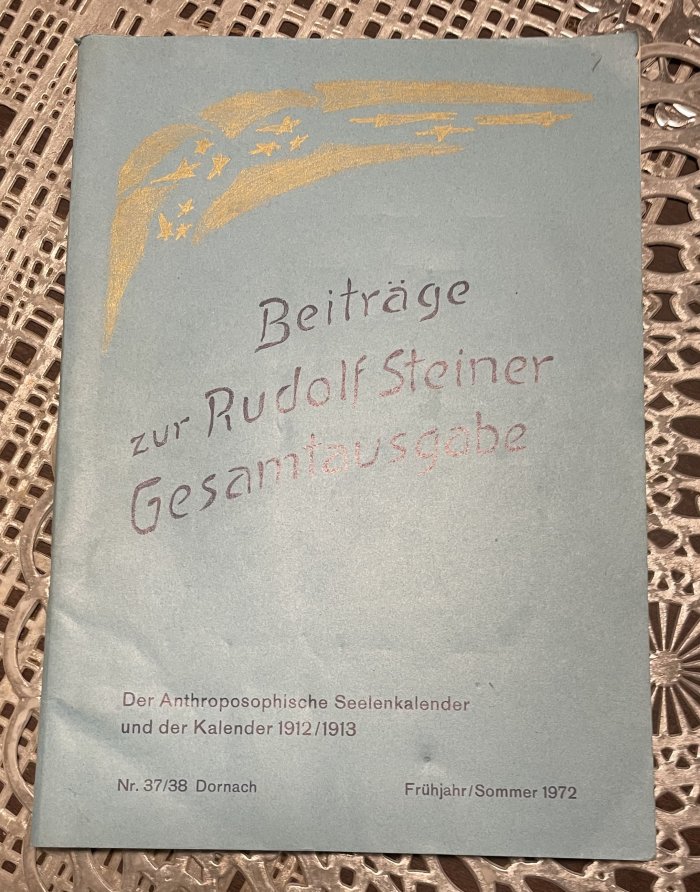 Beiträge
zur Rudolf Steiner
Gesamtausgabe
Der Anthroposophische Seelenkalender
und der Kalender 1912/1913
Nr. 37/38 Dornach
Frühjahr/Sommer 1972